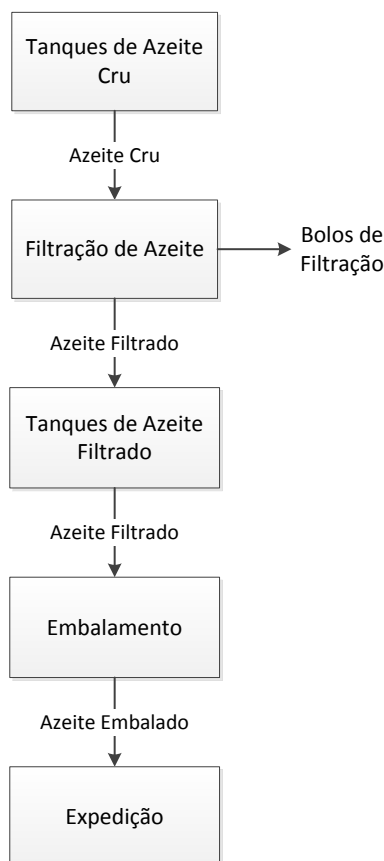 Tanques de Azeite
Cru
Azeite Cru
Filtração de Azeite
Bolos de
Filtração
Azeite Filtrado
Tanques de Azeite
Filtrado
Azeite Filtrado
Embalamento
Azeite Embalado
Expedição